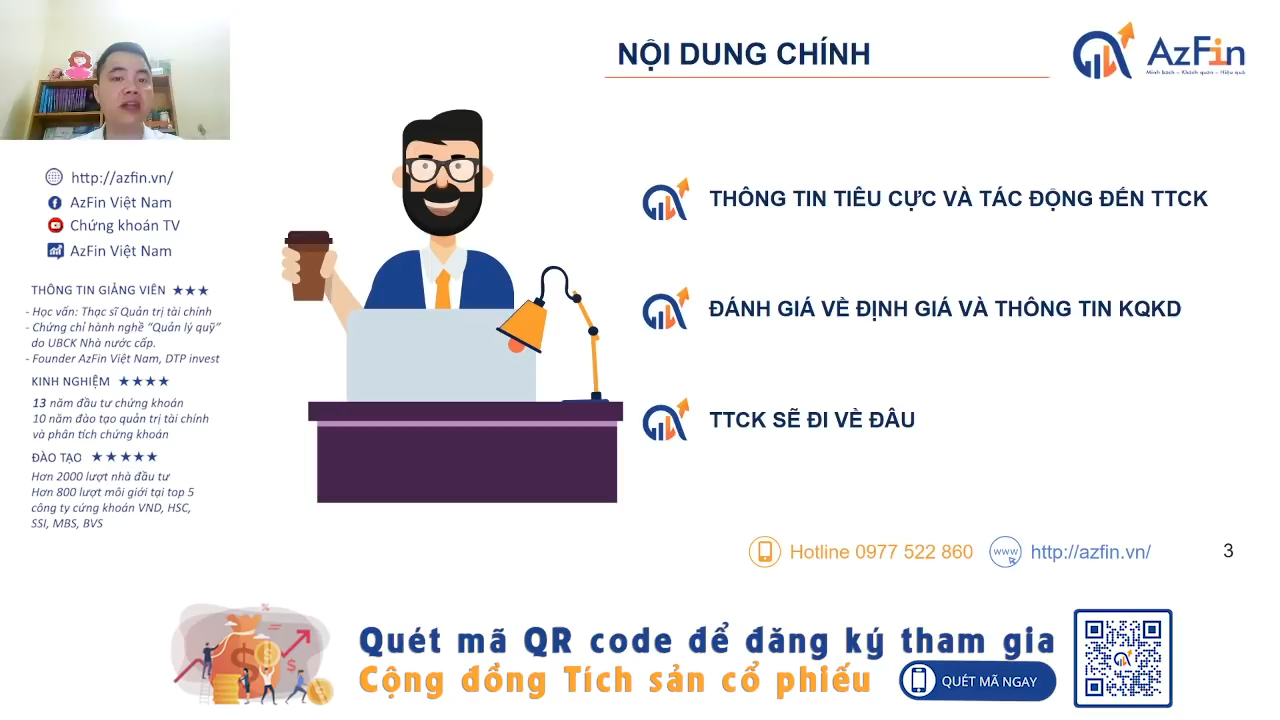 NỘI DUNG CHÍNH
AzFin
Minh bạch – Khách quan – Hiệu quả
http://azfin.vn/
AzFin Việt Nam
Chứng khoán TV
AzFin Việt Nam
THÔNG TIN GIẢNG VIÊN ★★★
- Học vấn: Thạc sĩ Quản trị tài chính
- Chứng chỉ hành nghề “Quản lý quỹ”
do UBCK Nhà nước cấp.
- Founder AzFin Việt Nam, DTP invest
KINH NGHIỆM ★★★★
13 năm đầu tư chứng khoán
10 năm đào tạo quản trị tài chính
và phân tích chứng khoán
ĐÀO TẠO ★★★★★
Hơn 2000 lượt nhà đầu tư
Hơn 800 lượt môi giới tại top 5
công ty cứng khoán VND, HSC,
SSI, MBS, BVS
THÔNG TIN TIÊU CỰC VÀ TÁC ĐỘNG ĐẾN TTCK
ĐÁNH GIÁ VỀ ĐỊNH GIÁ VÀ THÔNG TIN KQKD
TTCK SẼ ĐI VỀ ĐÂU
Hotline 0977 522 860
www
http://azfin.vn/
3
Quét mã QR code để đăng ký tham gia
Cộng đồng Tích sản cổ phiếu
QUÉT MÃ NGAY